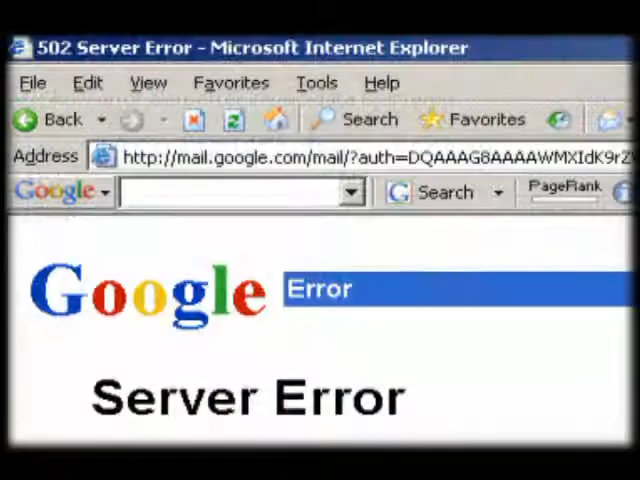 502 Server Error - Microsoft Internet Explorer
File Edit View Favorites Tools Help
Back Search Favorites
Address http://mail.google.com/mail/?auth=DQAAAG8AAAAWMXIdK9rZ
Google Search PageRank
Google Error
Server Error